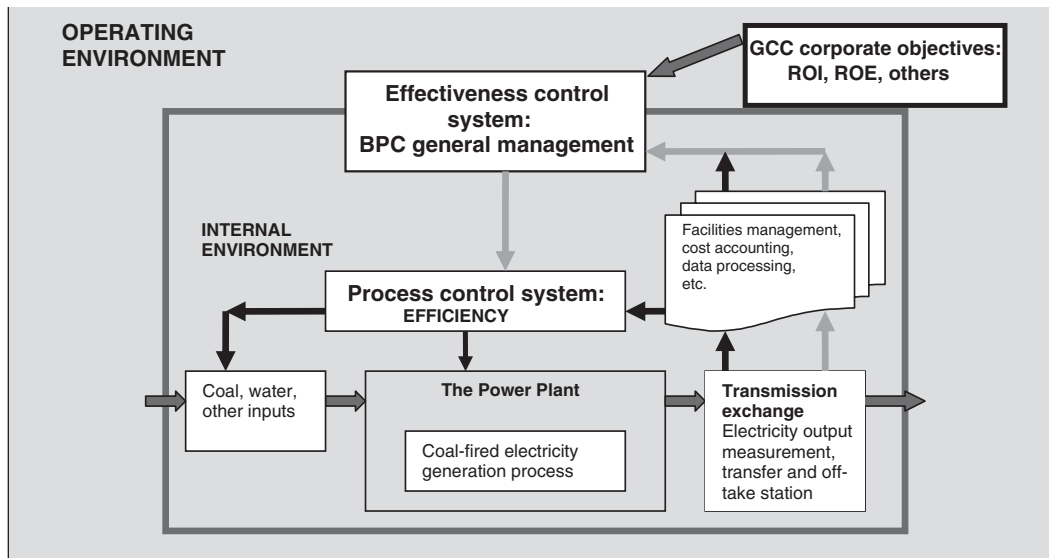 OPERATING
ENVIRONMENT
GCC corporate objectives:
ROI, ROE, others
Effectiveness control
system:
BPC general management
INTERNAL
ENVIRONMENT
Facilities management,
cost accounting,
data processing,
etc.
Process control system:
EFFICIENCY
Coal, water,
other inputs
The Power Plant
Coal-fired electricity
generation process
Transmission
exchange
Electricity output
measurement,
transfer and off-
take station